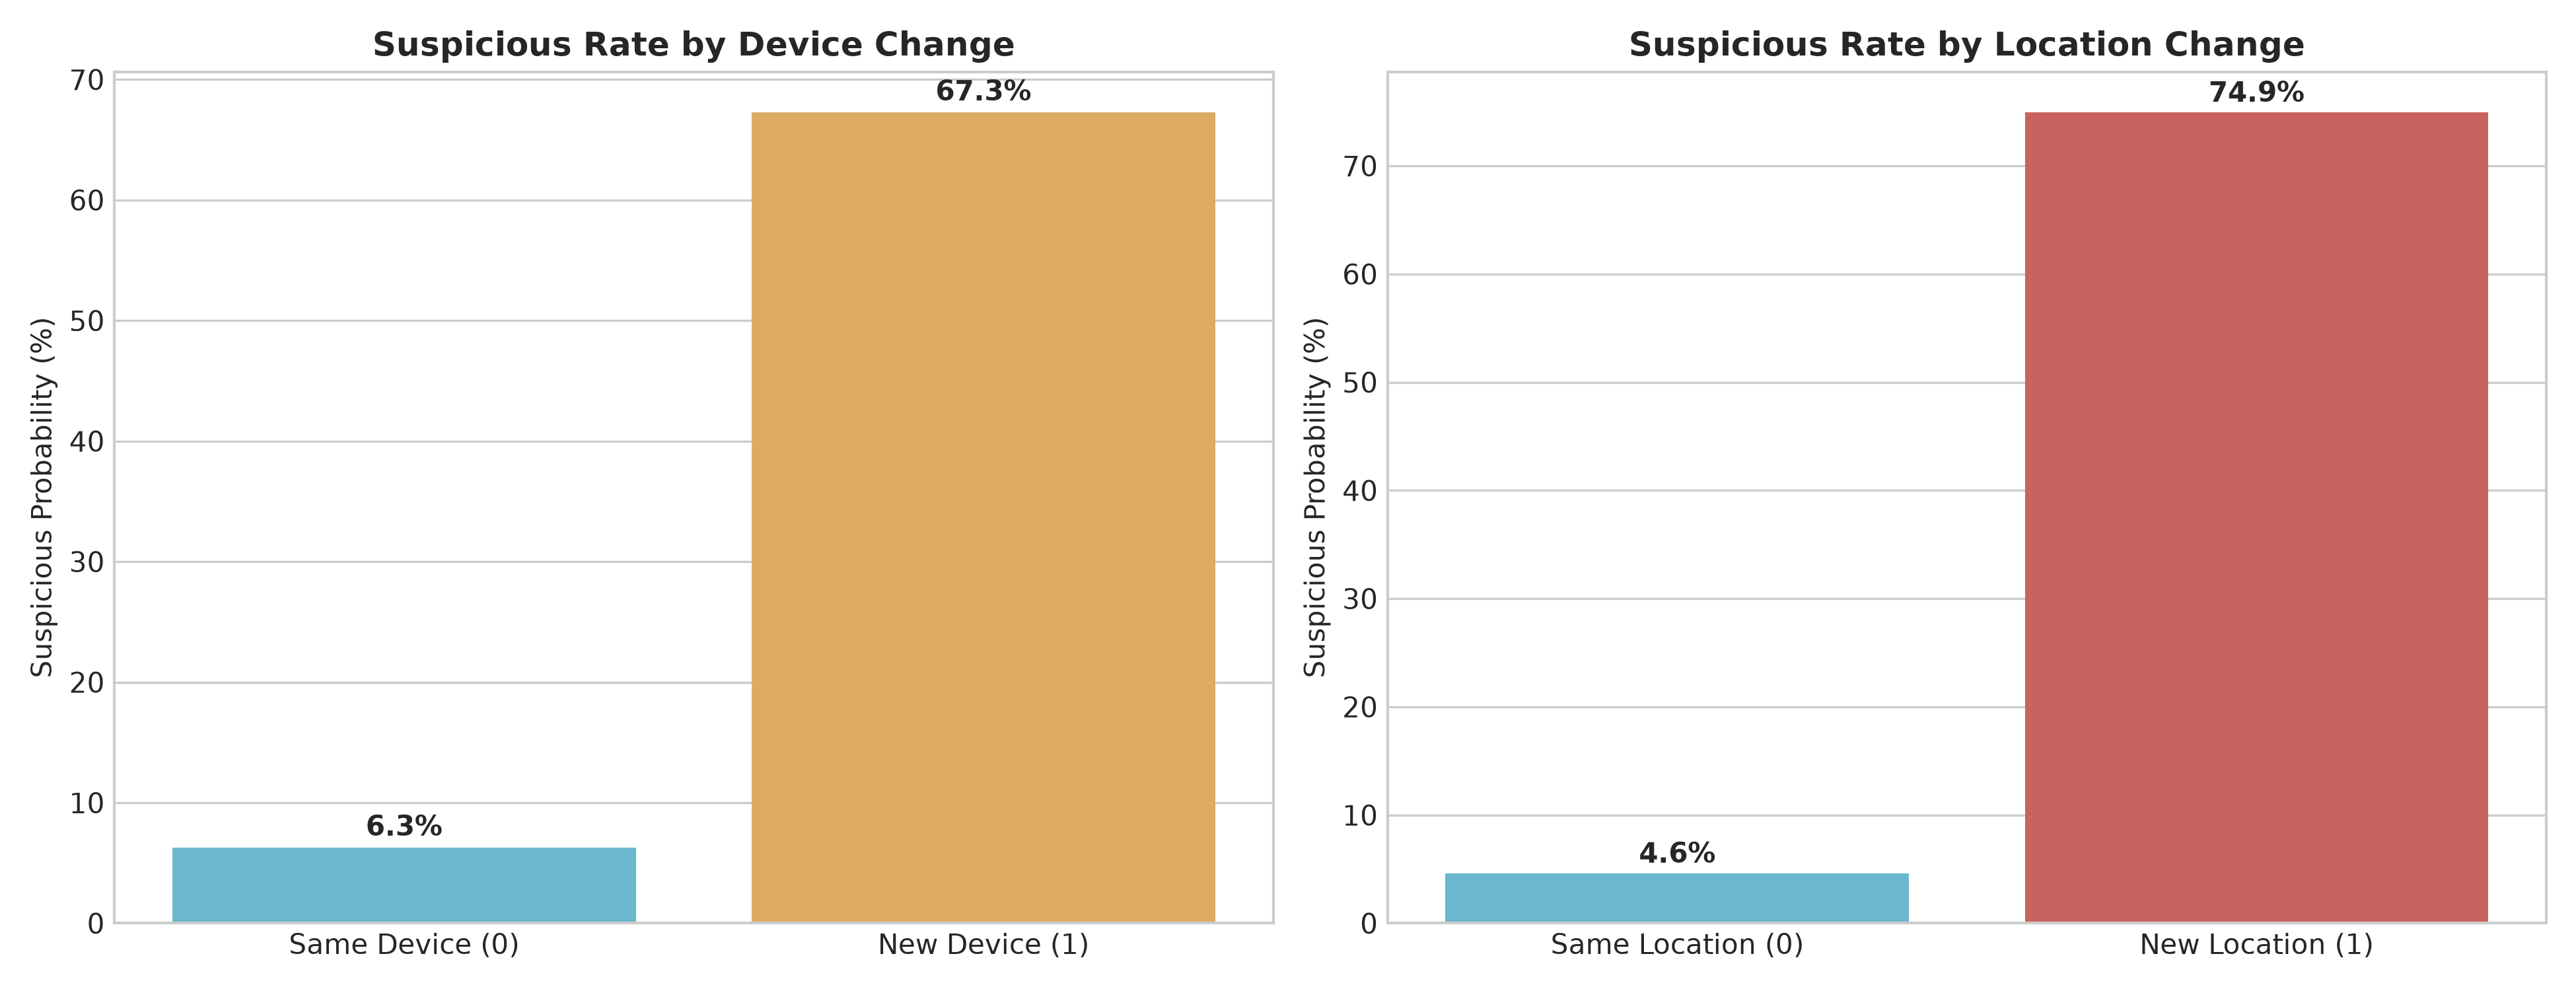 Suspicious Rate by Device Change
Suspicious Probability (%)
70
60
50
40
30
20
10
0
67.3%
6.3%
Same Device (0)
New Device (1)
Suspicious Rate by Location Change
Suspicious Probability (%)
70
60
50
40
30
20
10
0
74.9%
4.6%
Same Location (0)
New Location (1)